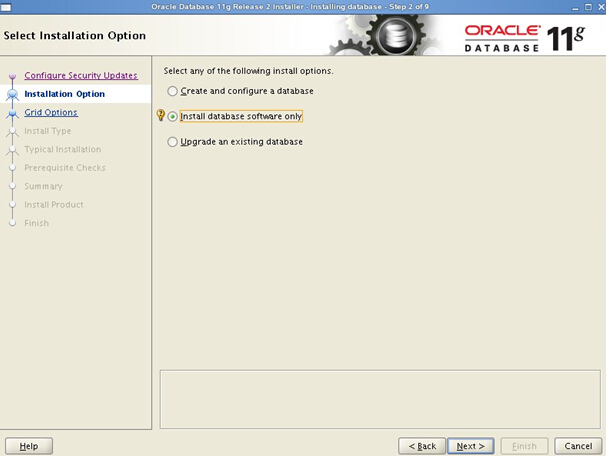 Oracle Database 11g Release 2 Installer - Installing database - Step 2 of 9
Select Installation Option
ORACLE
DATABASE 11g
Configure Security Updates
Installation Option
Grid Options
Install Type
Typical Installation
Prerequisite Checks
Summary
Install Product
Finish
Select any of the following install options.
Create and configure a database
Install database software only
Upgrade an existing database
Help
< Back
Next >
Finish
Cancel